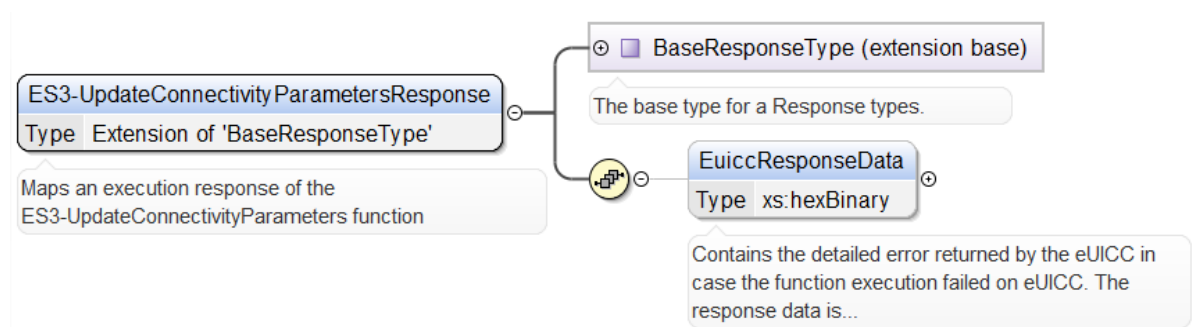 BaseResponseType (extension base)
The base type for a Response types.
ES3-UpdateConnectivityParametersResponse
Type Extension of 'BaseResponseType'
Maps an execution response of the
ES3-UpdateConnectivityParameters function
EuiccResponseData
Type xs:hexBinary
Contains the detailed error returned by the eUICC in
case the function execution failed on eUICC. The
response data is...